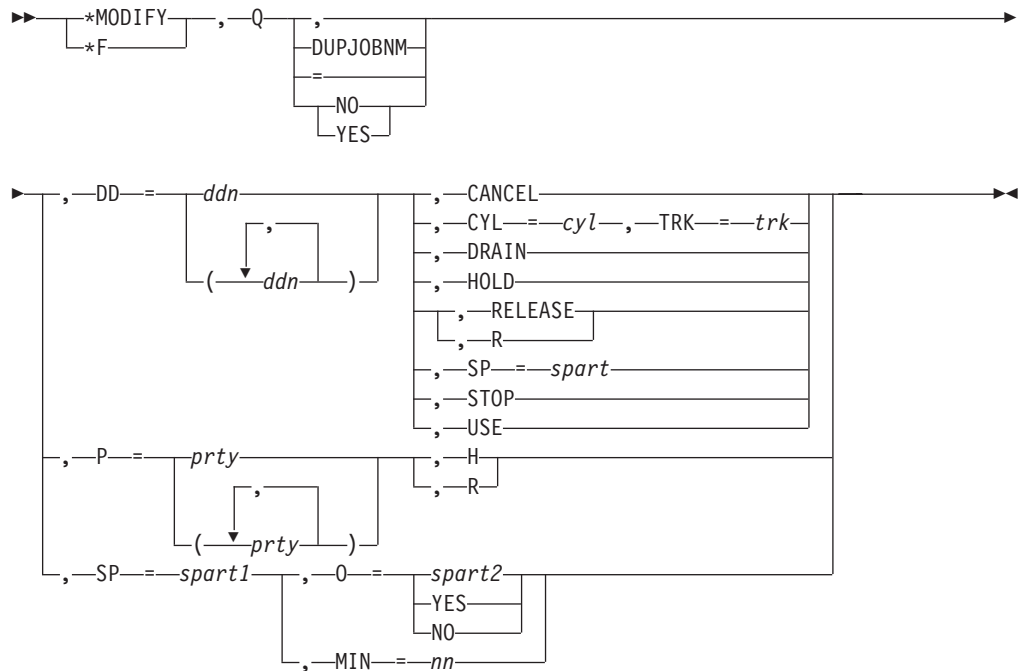 *MODIFY , Q ,
*F DUPJOBNM
=
NO
YES
, DD = ddn , CANCEL
, , CYL = cyl , TRK = trk
( ddn ) , DRAIN
, HOLD
, RELEASE
, R
, SP = spart
, STOP
, USE
, P = prty , H
, , R
( prty )
, SP = spart1 , O = spart2
YES
NO
, MIN = nn